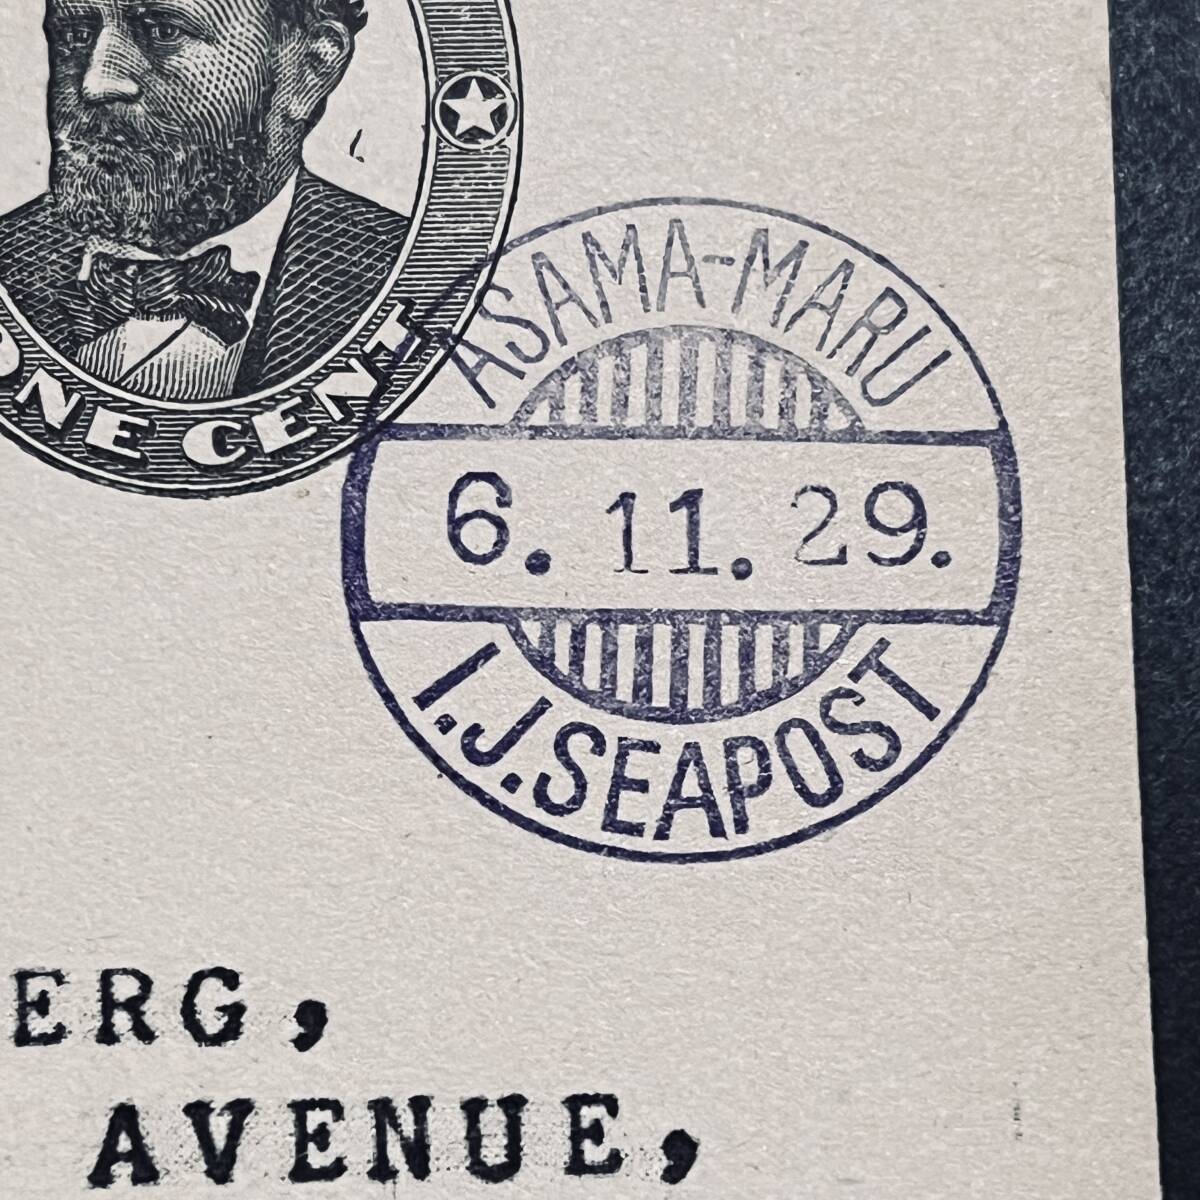 ONE CENT
ASAMA-MARU
6. 11. 29.
I.J.SEAPOST
ERG,
AVENUE,